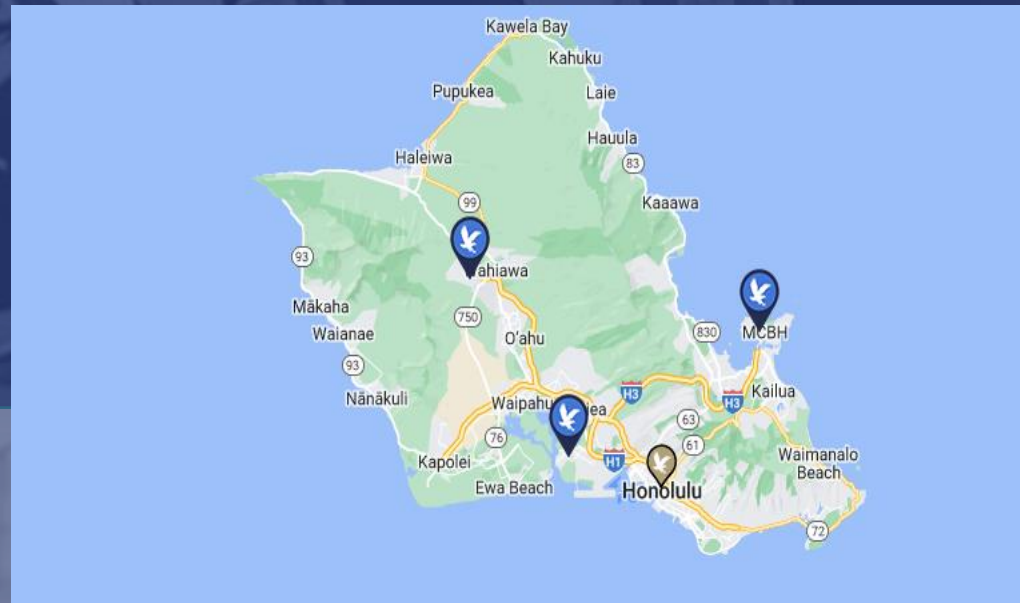 Kawela Bay
Kahuku
Pupukea
Laie
Hauula
Haleiwa
83
99
Kaaawa
93
ahiawa
Mākaha
750
830
MCBH
Waianae
O'ahu
93
H3
Kailua
Nānākuli
H3
Waipahu
ea
63
76
61
Waimanalo
Beach
Kapolei
H1
Ewa Beach
Honolulu
72